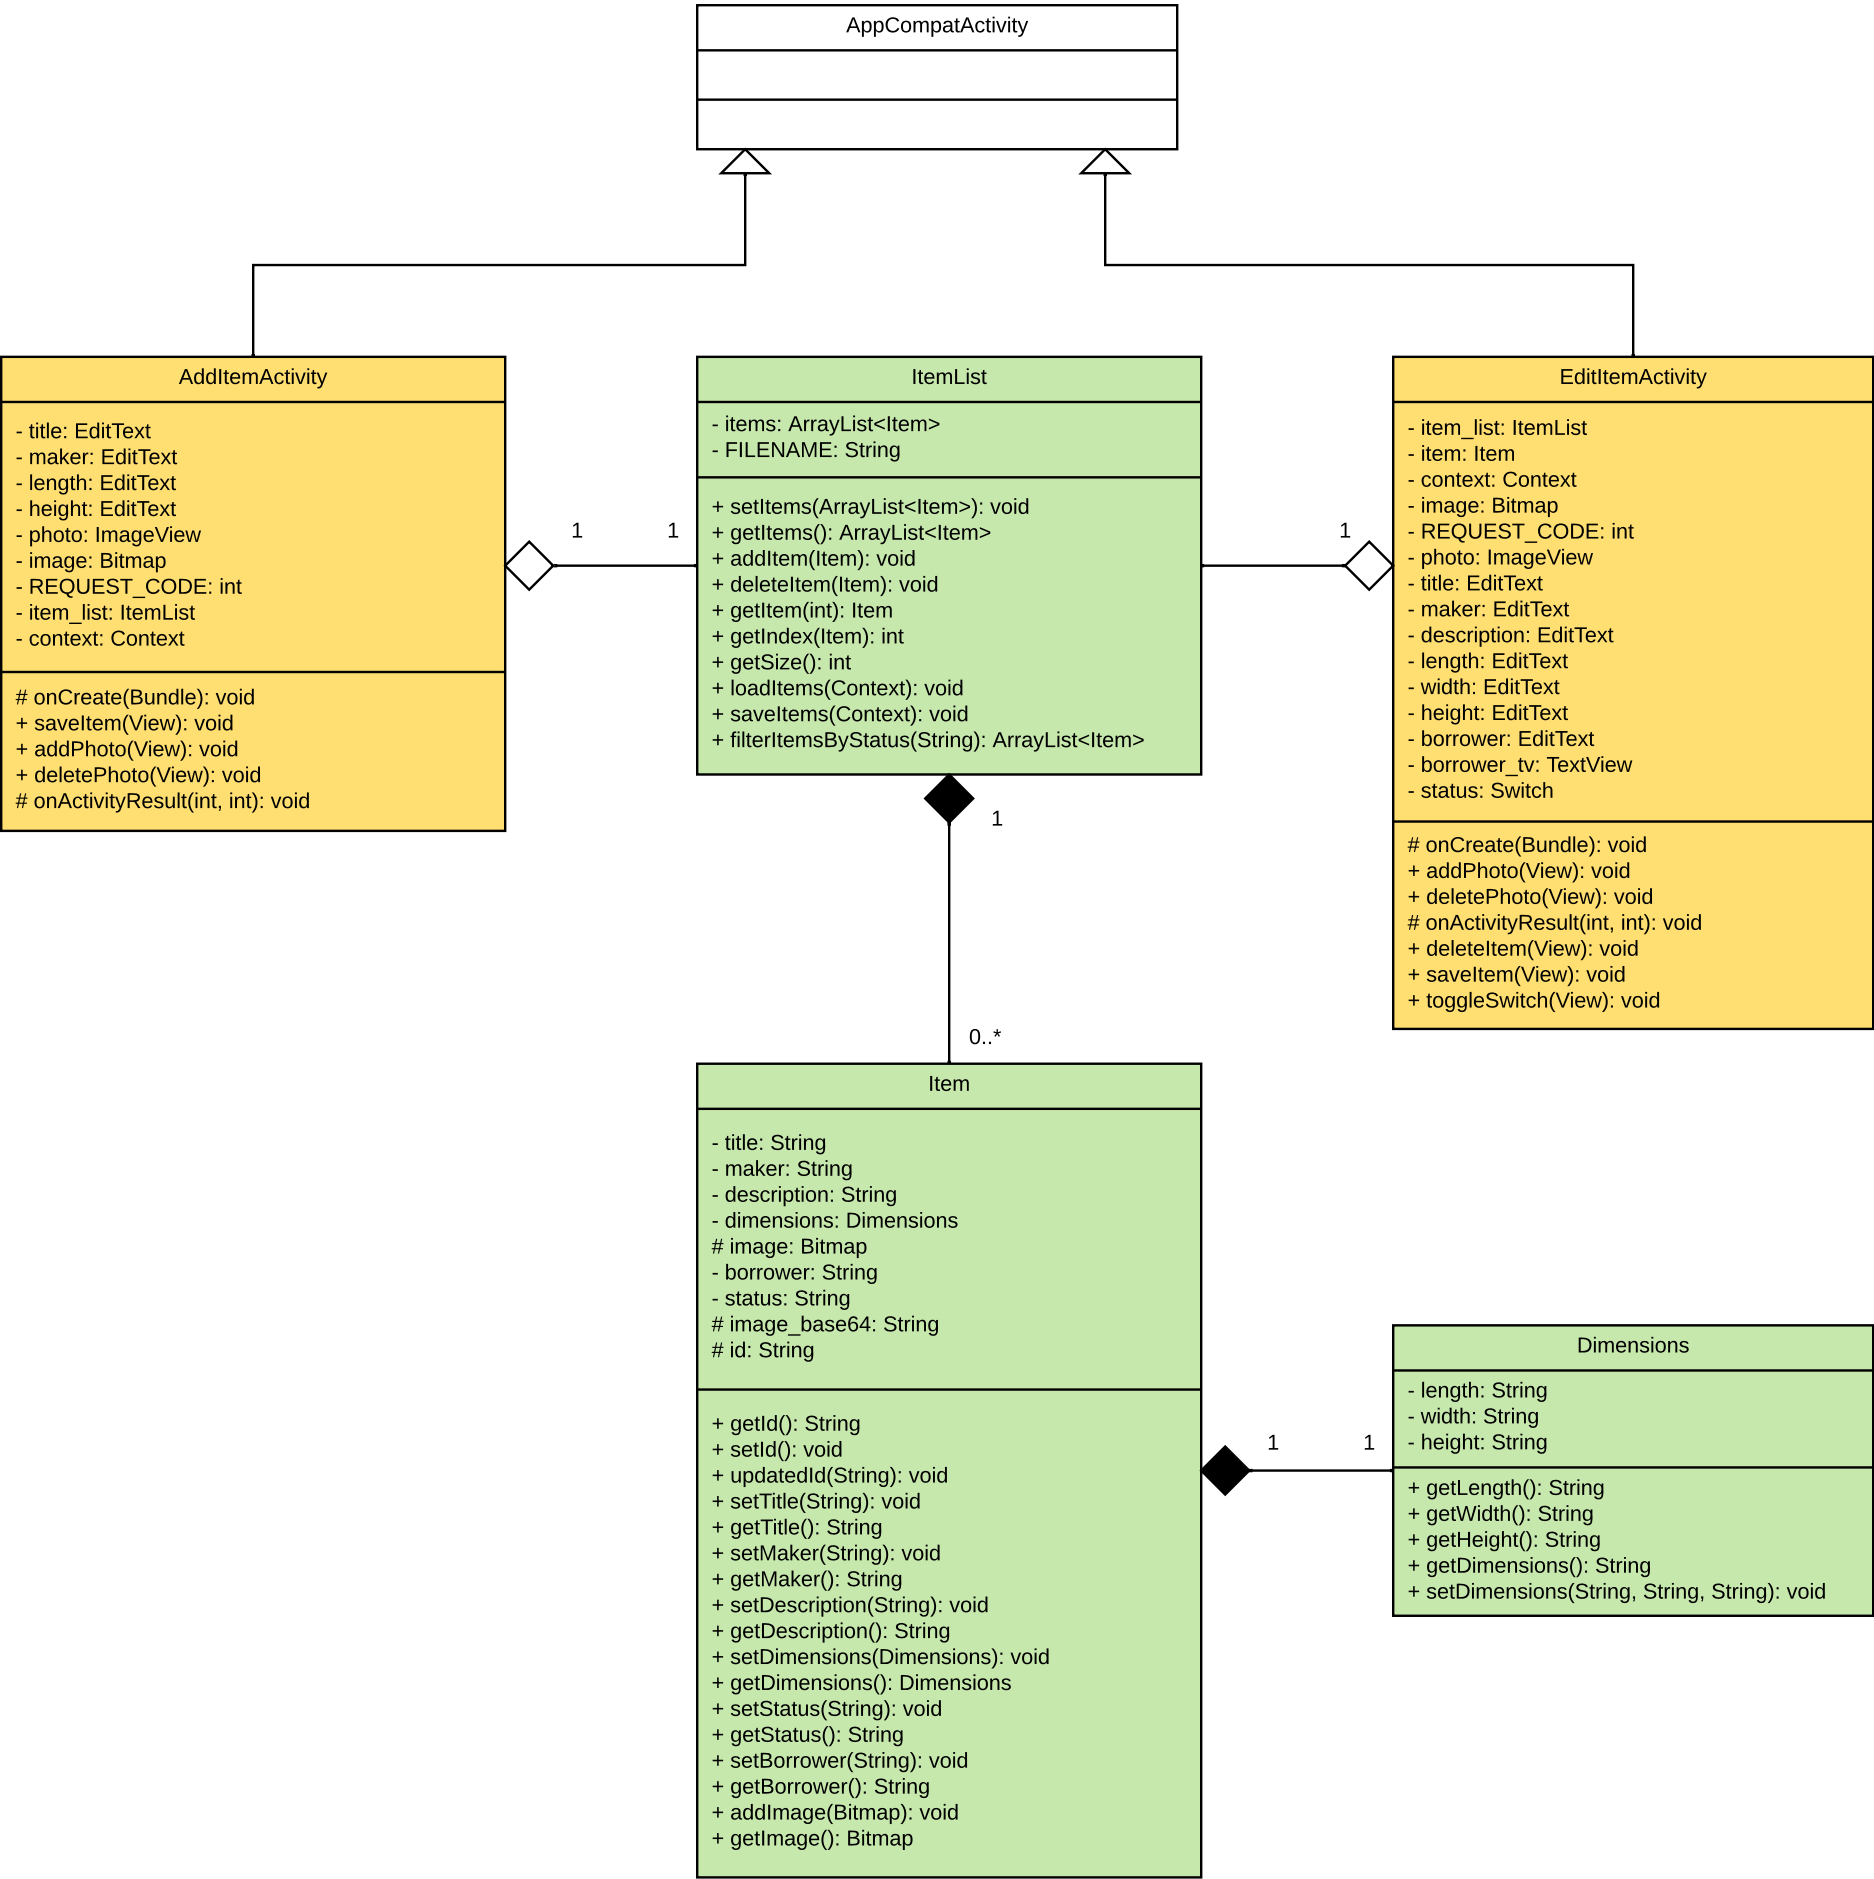 AppCompatActivity
AddItemActivity
- title: EditText
- maker: EditText
- length: EditText
- height: EditText
- photo: ImageView
- image: Bitmap
- REQUEST_CODE: int
- item_list: ItemList
- context: Context
# onCreate(Bundle): void
+ saveItem(View): void
+ addPhoto(View): void
+ deletePhoto(View): void
# onActivityResult(int, int): void
1
1
ItemList
- items: ArrayList<Item>
- FILENAME: String
+ setItems(ArrayList<Item>): void
+ getItems(): ArrayList<Item>
+ addItem(Item): void
+ deleteItem(Item): void
+ getItem(int): Item
+ getIndex(Item): int
+ getSize(): int
+ loadItems(Context): void
+ saveItems(Context): void
+ filterItemsByStatus(String): ArrayList<Item>
1
EditItemActivity
- item_list: ItemList
- item: Item
- context: Context
- image: Bitmap
- REQUEST_CODE: int
- photo: ImageView
- title: EditText
- maker: EditText
- description: EditText
- length: EditText
- width: EditText
- height: EditText
- borrower: EditText
- borrower_tv: TextView
- status: Switch
# onCreate(Bundle): void
+ addPhoto(View): void
+ deletePhoto(View): void
# onActivityResult(int, int): void
+ deleteItem(View): void
+ saveItem(View): void
+ toggleSwitch(View): void
1
0..*
Item
- title: String
- maker: String
- description: String
- dimensions: Dimensions
# image: Bitmap
- borrower: String
- status: String
# image_base64: String
# id: String
+ getId(): String
+ setId(): void
+ updatedId(String): void
+ setTitle(String): void
+ getTitle(): String
+ setMaker(String): void
+ getMaker(): String
+ setDescription(String): void
+ getDescription(): String
+ setDimensions(Dimensions): void
+ getDimensions(): Dimensions
+ setStatus(String): void
+ getStatus(): String
+ setBorrower(String): void
+ getBorrower(): String
+ addImage(Bitmap): void
+ getImage(): Bitmap
1
1
Dimensions
- length: String
- width: String
- height: String
+ getLength(): String
+ getWidth(): String
+ getHeight(): String
+ getDimensions(): String
+ setDimensions(String, String, String): void